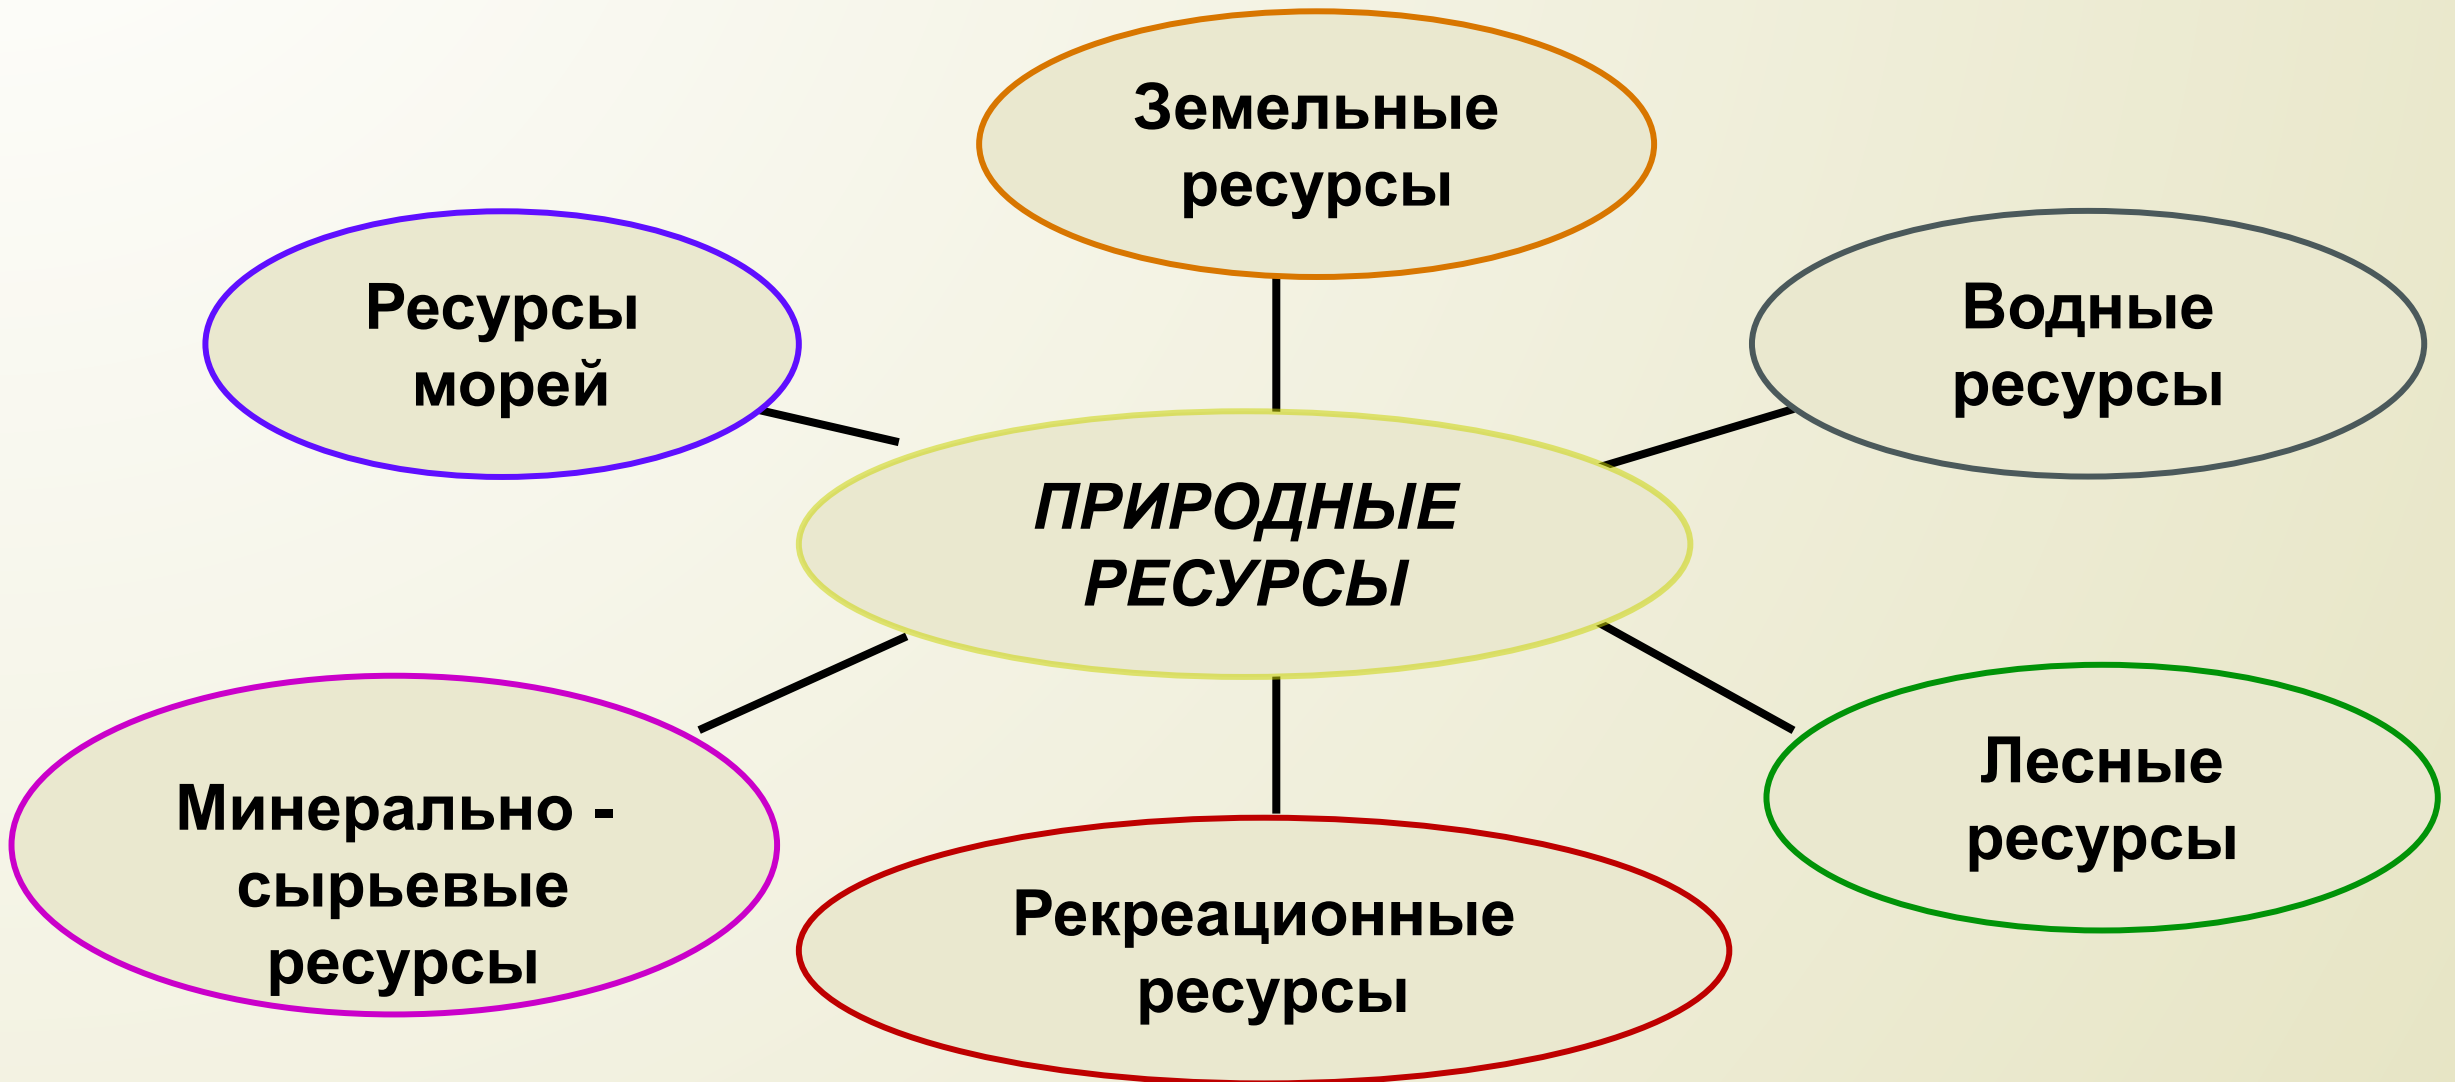 Земельные
ресурсы
Ресурсы
морей
Водные
ресурсы
ПРИРОДНЫЕ
РЕСУРСЫ
Минерально -
сырьевые
ресурсы
Рекреационные
ресурсы
Лесные
ресурсы